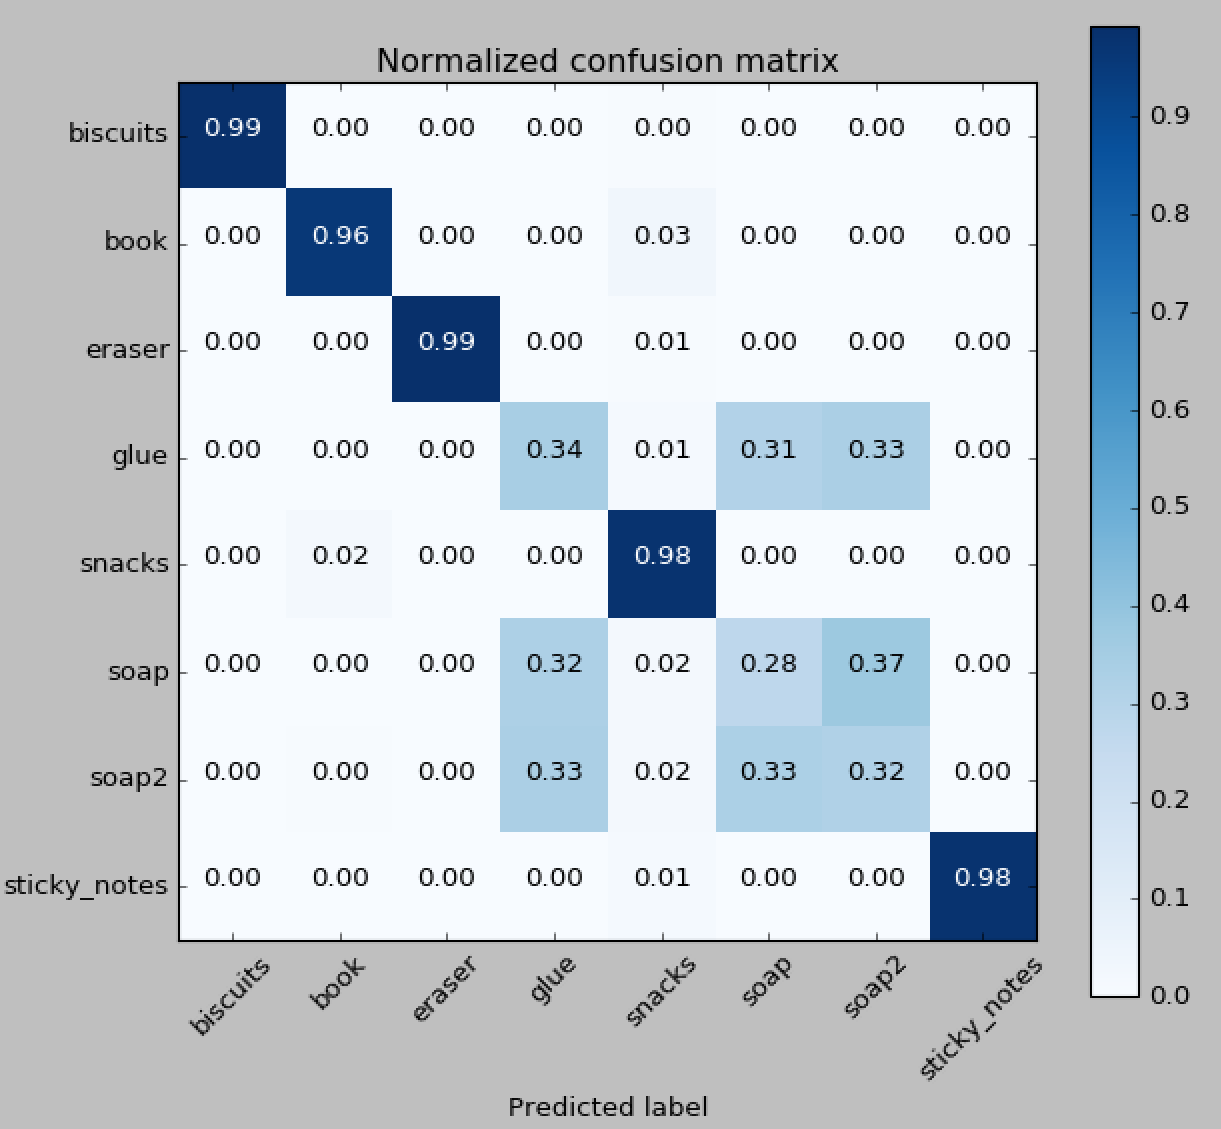 Normalized confusion matrix
biscuits 0.99 0.00 0.00 0.00 0.00 0.00 0.00 0.00
book 0.00 0.96 0.00 0.00 0.03 0.00 0.00 0.00
eraser 0.00 0.00 0.99 0.00 0.01 0.00 0.00 0.00
glue 0.00 0.00 0.00 0.34 0.01 0.31 0.33 0.00
snacks 0.00 0.02 0.00 0.00 0.98 0.00 0.00 0.00
soap 0.00 0.00 0.00 0.32 0.02 0.28 0.37 0.00
soap2 0.00 0.00 0.00 0.33 0.02 0.33 0.32 0.00
sticky_notes 0.00 0.00 0.00 0.00 0.01 0.00 0.00 0.98
biscuits book eraser glue snacks soap soap2 sticky_notes
Predicted label
0.9
0.8
0.7
0.6
0.5
0.4
0.3
0.2
0.1
0.0